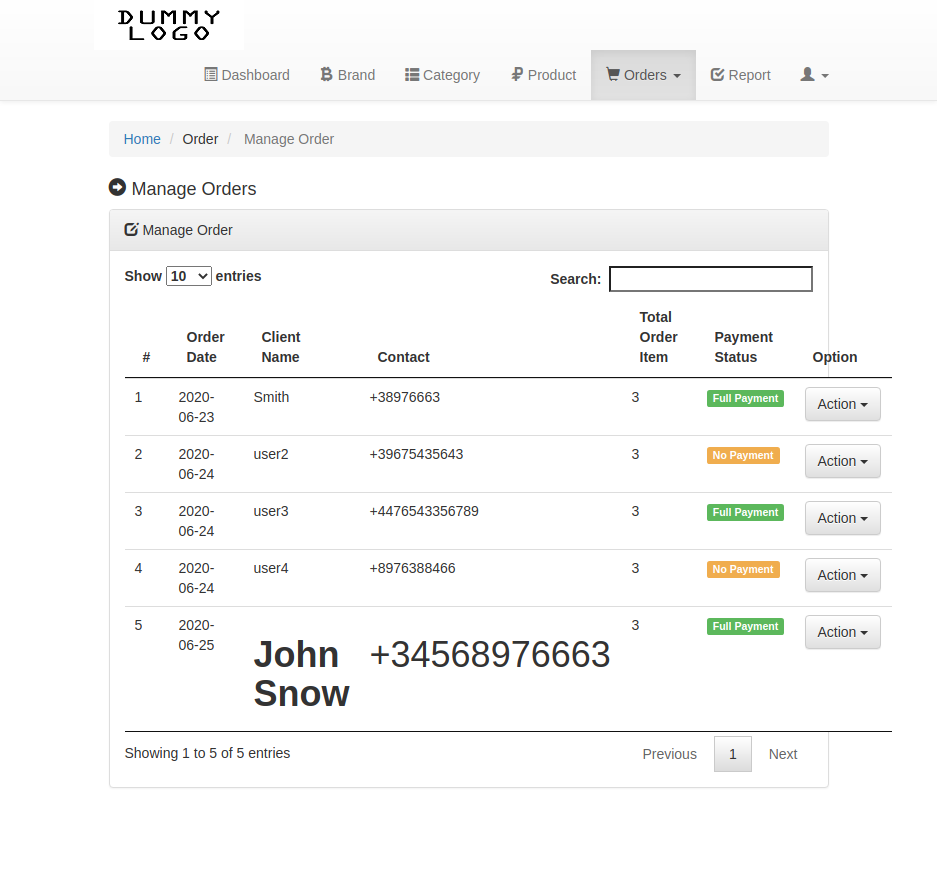 DUMMY
LOGO
Dashboard Brand Category Product Orders Report
Home / Order / Manage Order
Manage Orders
Manage Order
Show 10 entries Search:
# Order Date Client Name Contact Total Order Item Payment Status Option
1 2020-06-23 Smith +38976663 3 Full Payment Action
2 2020-06-24 user2 +39675435643 3 No Payment Action
3 2020-06-24 user3 +4476543356789 3 Full Payment Action
4 2020-06-24 user4 +8976388466 3 No Payment Action
5 2020-06-25 John Snow +34568976663 3 Full Payment Action
Showing 1 to 5 of 5 entries Previous 1 Next